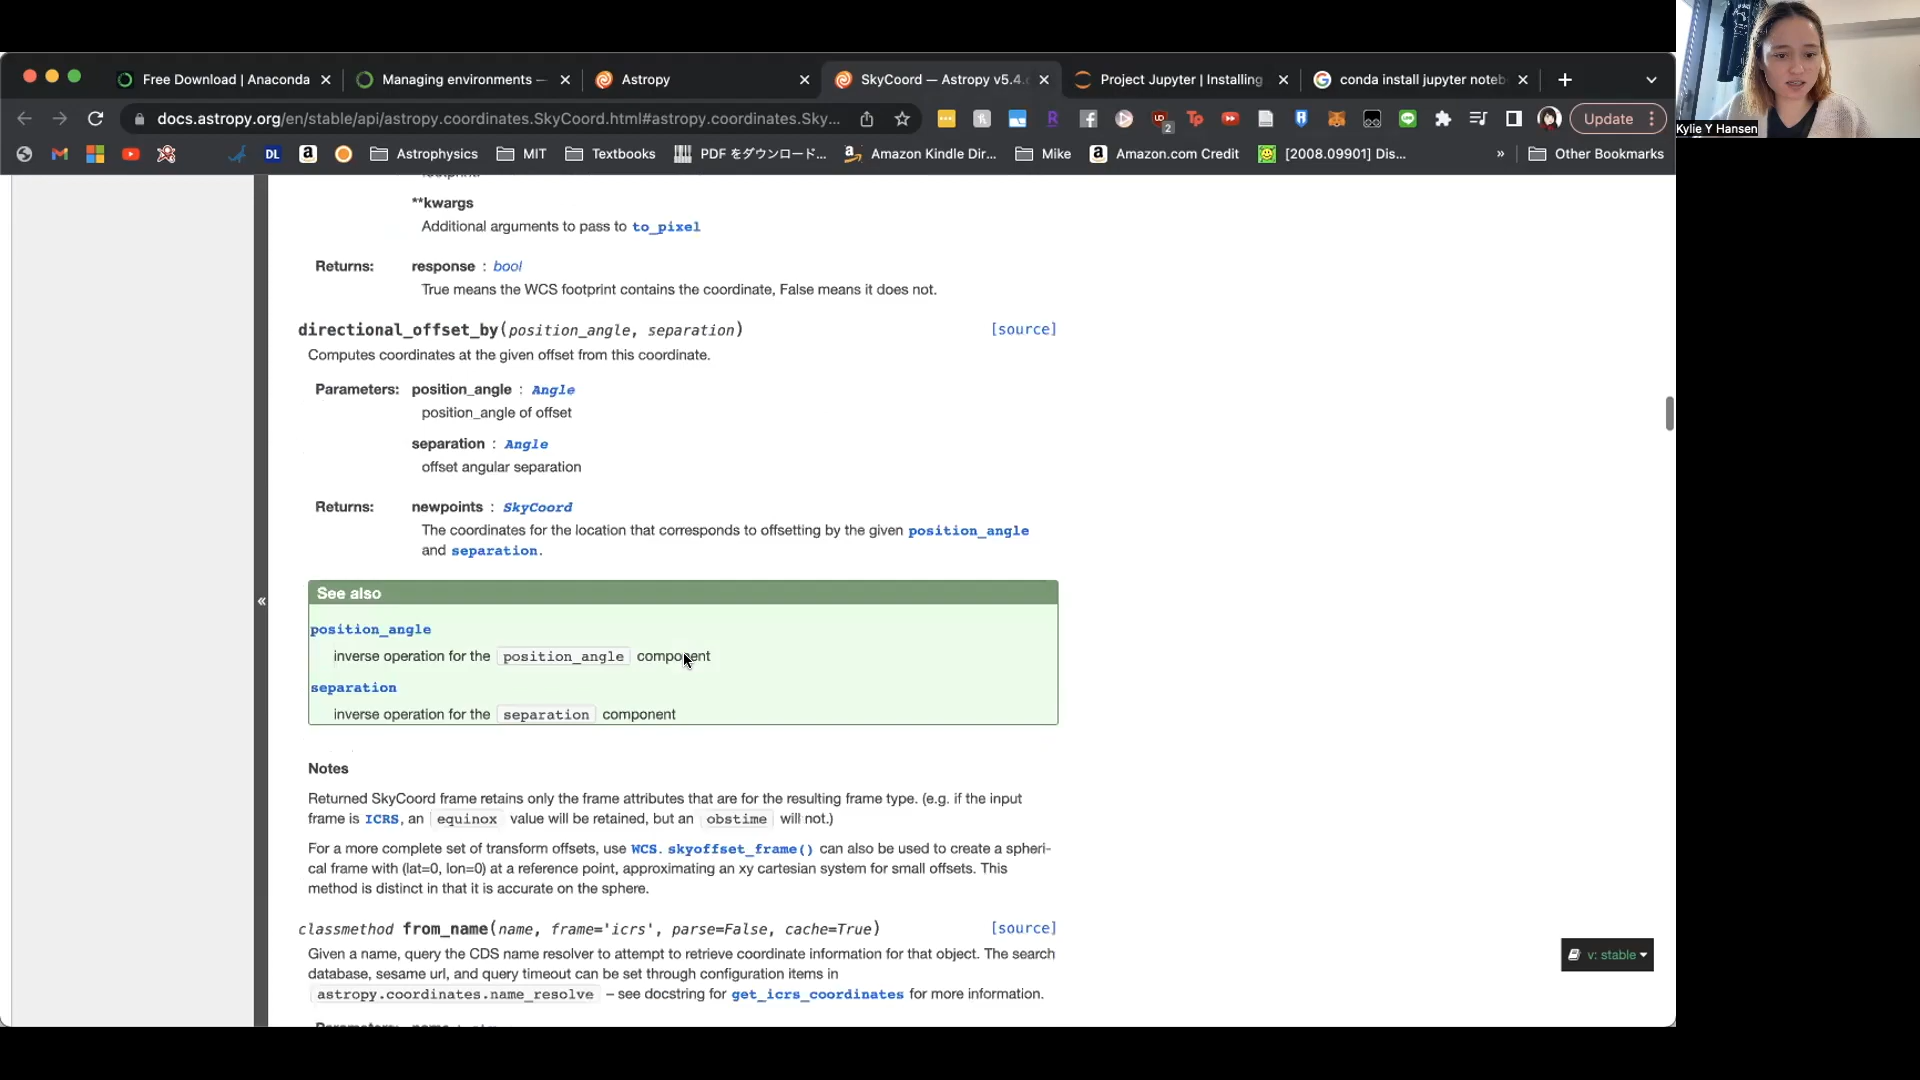 Free Download | Anaconda
Managing environments —
Astropy
SkyCoord — Astropy v5.4.
Project Jupyter | Installing
conda install jupyter noteb
docs.astropy.org/en/stable/api/astropy.coordinates.SkyCoord.html#astropy.coordinates.Sky...
2
Update
DL
Astrophysics
MIT
Textbooks
PDF をダウンロード...
Amazon Kindle Dir...
Mike
Amazon.com Credit
[2008.09901] Dis...
»
Other Bookmarks
Kylie Y Hansen
footprint.
**kwargs
Additional arguments to pass to to_pixel
Returns: response : bool
True means the WCS footprint contains the coordinate, False means it does not.
directional_offset_by(position_angle, separation) [source]
Computes coordinates at the given offset from this coordinate.
Parameters: position_angle : Angle
position_angle of offset
separation : Angle
offset angular separation
Returns: newpoints : SkyCoord
The coordinates for the location that corresponds to offsetting by the given position_angle
and separation.
«
See also
position_angle
inverse operation for the position_angle component
separation
inverse operation for the separation component
Notes
Returned SkyCoord frame retains only the frame attributes that are for the resulting frame type. (e.g. if the input
frame is ICRS, an equinox value will be retained, but an obstime will not.)
For a more complete set of transform offsets, use WCS. skyoffset_frame() can also be used to create a spheri-
cal frame with (lat=0, lon=0) at a reference point, approximating an xy cartesian system for small offsets. This
method is distinct in that it is accurate on the sphere.
classmethod from_name(name, frame='icrs', parse=False, cache=True) [source]
Given a name, query the CDS name resolver to attempt to retrieve coordinate information for that object. The search
database, sesame url, and query timeout can be set through configuration items in
astropy.coordinates.name_resolve – see docstring for get_icrs_coordinates for more information.
v: stable